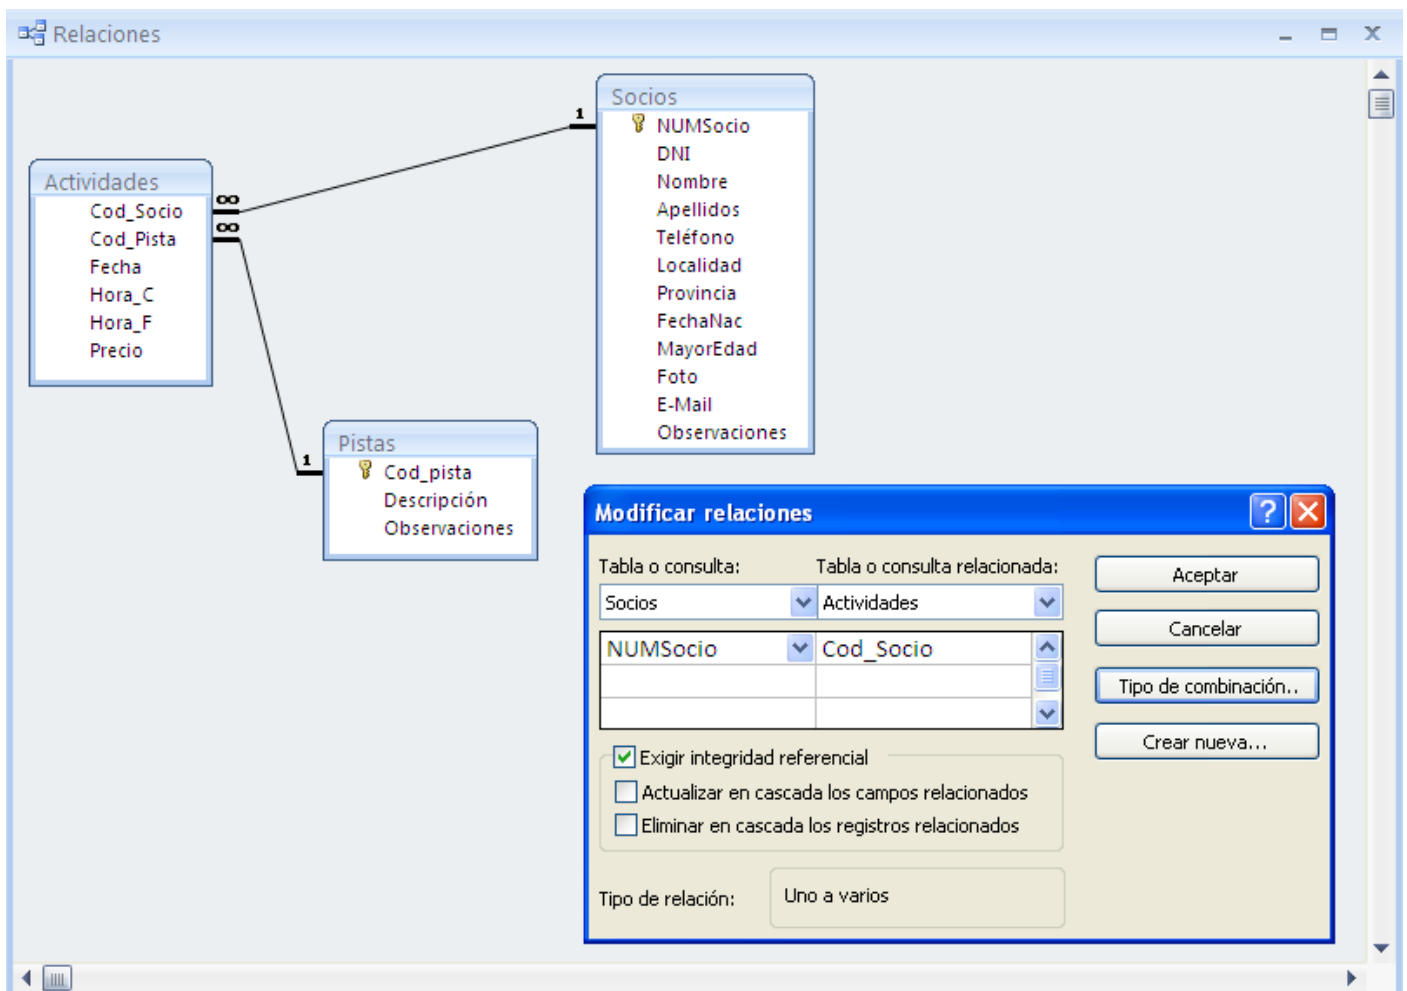 Relaciones
Actividades
Cod_Socio
Cod_Pista
Fecha
Hora_C
Hora_F
Precio
∞
∞
1
1
Socios
NUMSocio
DNI
Nombre
Apellidos
Teléfono
Localidad
Provincia
FechaNac
MayorEdad
Foto
E-Mail
Observaciones
Pistas
Cod_pista
Descripción
Observaciones
Modificar relaciones
Tabla o consulta: Tabla o consulta relacionada:
Socios Actividades
NUMSocio Cod_Socio
Exigir integridad referencial
Actualizar en cascada los campos relacionados
Eliminar en cascada los registros relacionados
Tipo de relación: Uno a varios
Aceptar
Cancelar
Tipo de combinación..
Crear nueva...